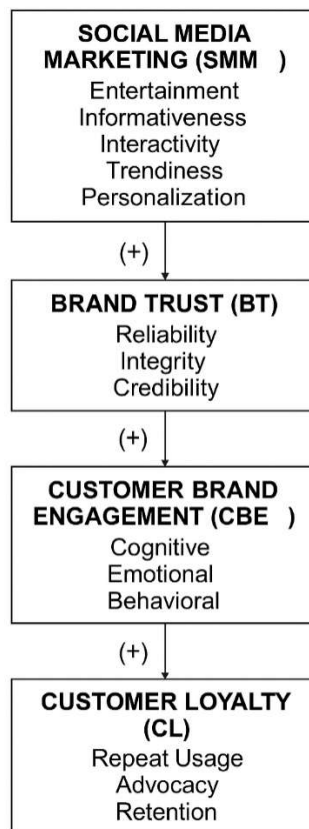 SOCIAL MEDIA
MARKETING (SMM )
Entertainment
Informativeness
Interactivity
Trendiness
Personalization
(+)
BRAND TRUST (BT)
Reliability
Integrity
Credibility
(+)
CUSTOMER BRAND
ENGAGEMENT (CBE )
Cognitive
Emotional
Behavioral
(+)
CUSTOMER LOYALTY
(CL)
Repeat Usage
Advocacy
Retention